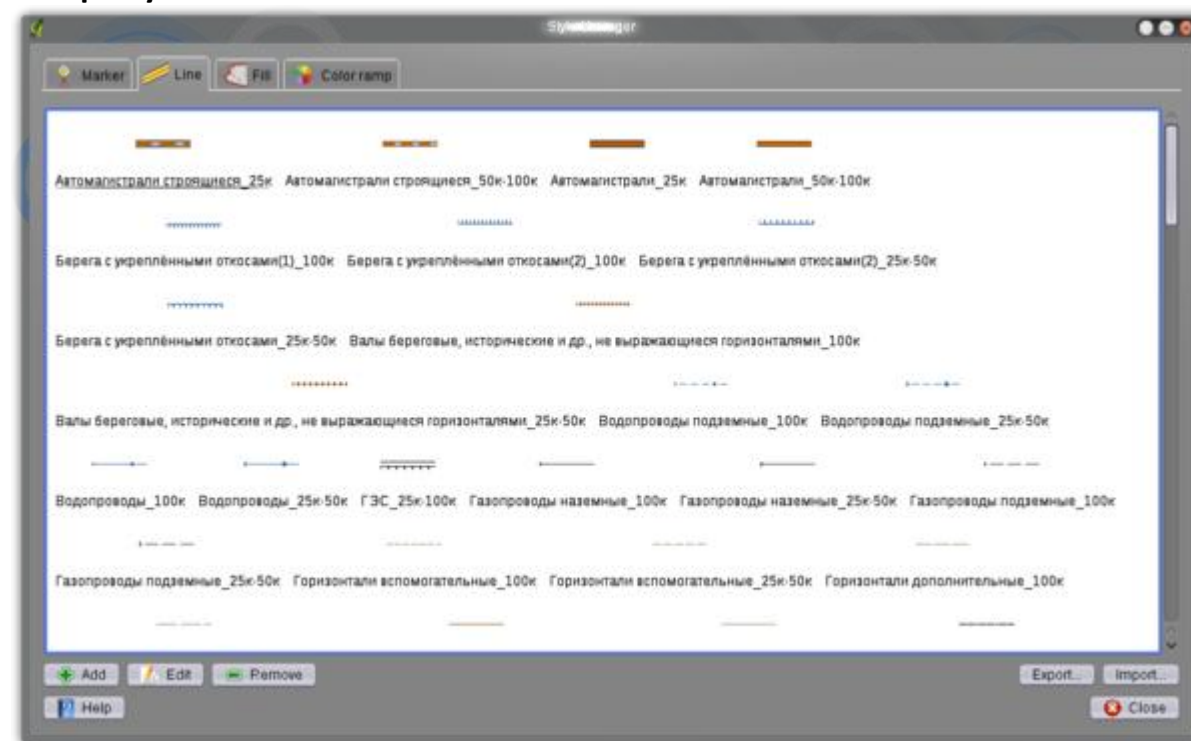 Style Manager
Marker Line Fill Color ramp
Автомагистрали строящиеся_25к Автомагистрали строящиеся_50к-100к Автомагистрали_25к Автомагистрали_50к-100к
Берега с укреплёнными откосами(1)_100к Берега с укреплёнными откосами(2)_100к Берега с укреплёнными откосами(2)_25к-50к
Берега с укреплёнными откосами_25к-50к Валы береговые, исторические и др., не выражающиеся горизонталями_100к
Валы береговые, исторические и др., не выражающиеся горизонталями_25к-50к Водопроводы подземные_100к Водопроводы подземные_25к-50к
Водопроводы_100к Водопроводы_25к-50к ГЭС_25к-100к Газопроводы наземные_100к Газопроводы наземные_25к-50к Газопроводы подземные_100к
Газопроводы подземные_25к-50к Горизонтали вспомогательные_100к Горизонтали вспомогательные_25к-50к Горизонтали дополнительные_100к
Add Edit Remove Export... Import...
Help Close